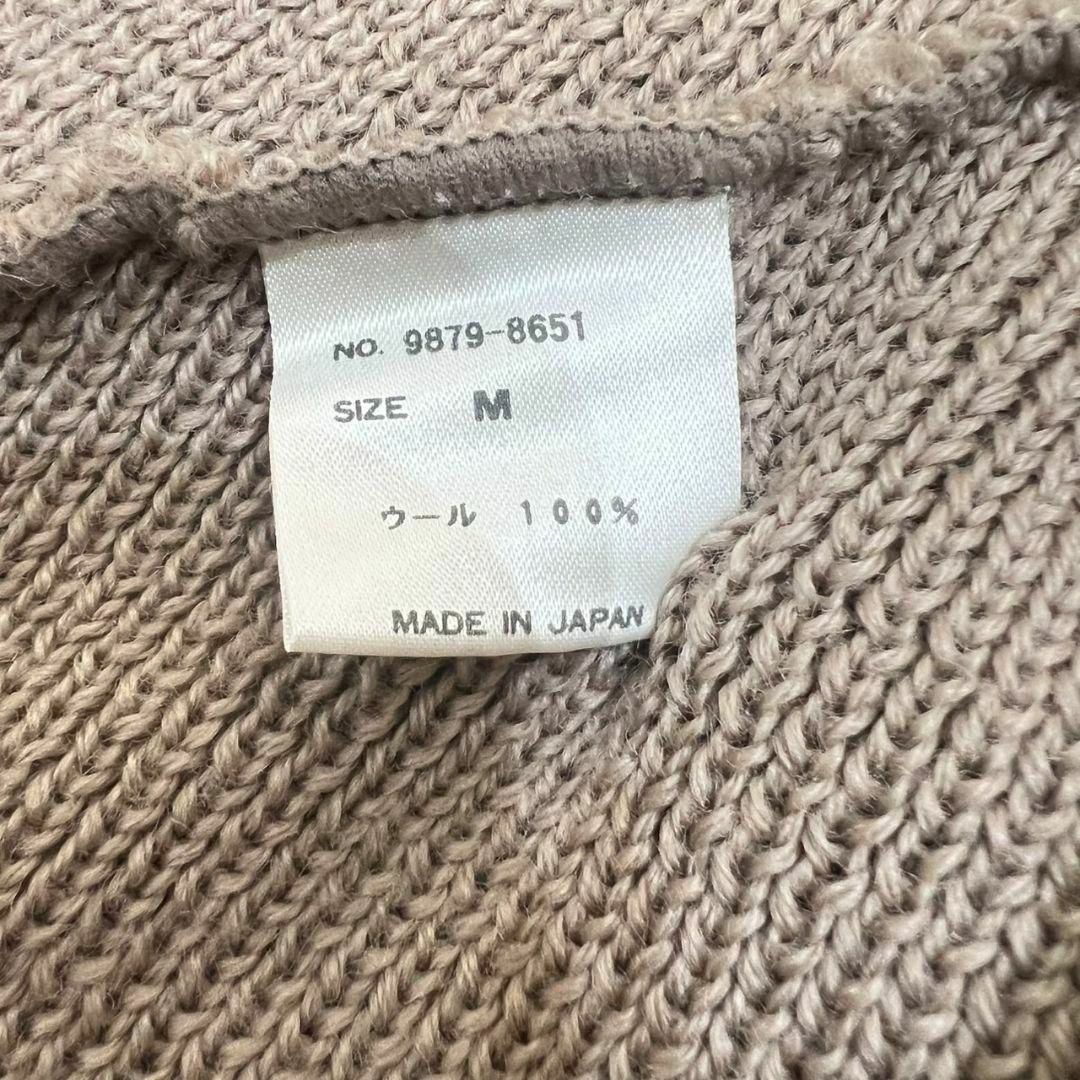 NO. 9879-8651
SIZE M
ウール 100%
MADE IN JAPAN